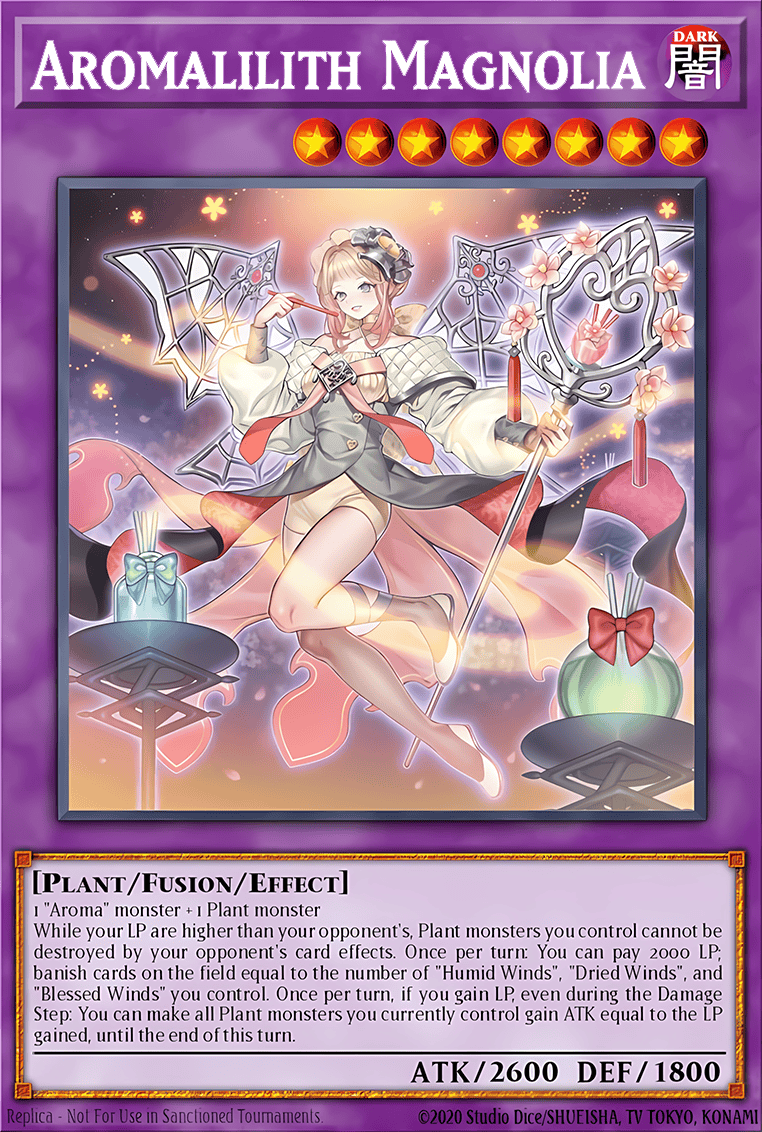 Aromalilith Magnolia
DARK
闇
[Plant/Fusion/Effect]
1 "Aroma" monster + 1 Plant monster
While your LP are higher than your opponent's, Plant monsters you control cannot be
destroyed by your opponent's card effects. Once per turn: You can pay 2000 LP;
banish cards on the field equal to the number of "Humid Winds", "Dried Winds", and
"Blessed Winds" you control. Once per turn, if you gain LP, even during the Damage
Step: You can make all Plant monsters you currently control gain ATK equal to the LP
gained, until the end of this turn.
ATK/2600 DEF/1800
Replica - Not For Use in Sanctioned Tournaments.
©2020 Studio Dice/SHUEISHA, TV TOKYO, KONAMI